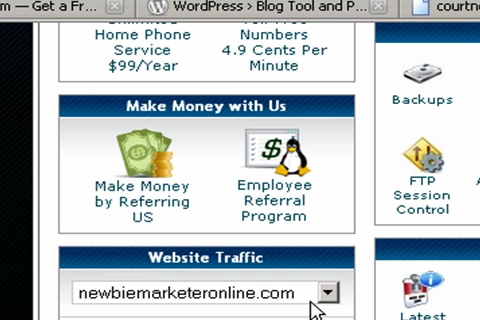 m — Get a Fr...
WordPress › Blog Tool and P...
courtne
Home Phone
Service
$99/Year
Numbers
4.9 Cents Per
Minute
Make Money with Us
Make Money
by Referring
US
Employee
Referral
Program
Website Traffic
newbiemarketeronline.com
Backups
FTP
Session
Control
Latest